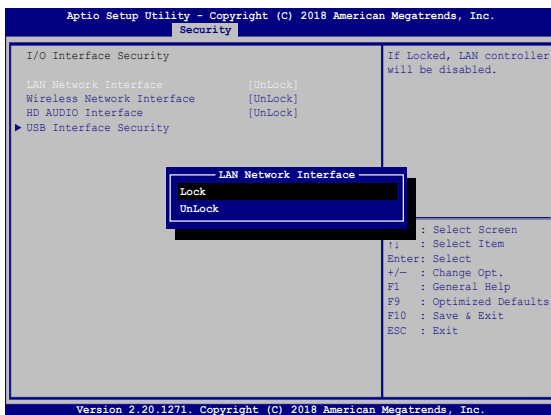 Aptio Setup Utility - Copyright (C) 2018 American Megatrends, Inc.
Security
I/O Interface Security
LAN Network Interface [UnLock]
Wireless Network Interface [UnLock]
HD AUDIO Interface [UnLock]
USB Interface Security
If Locked, LAN controller
will be disabled.
LAN Network Interface
Lock
UnLock
: Select Screen
↑↓ : Select Item
Enter: Select
+/— : Change Opt.
F1 : General Help
F9 : Optimized Defaults
F10 : Save & Exit
ESC : Exit
Version 2.20.1271. Copyright (C) 2018 American Megatrends, Inc.